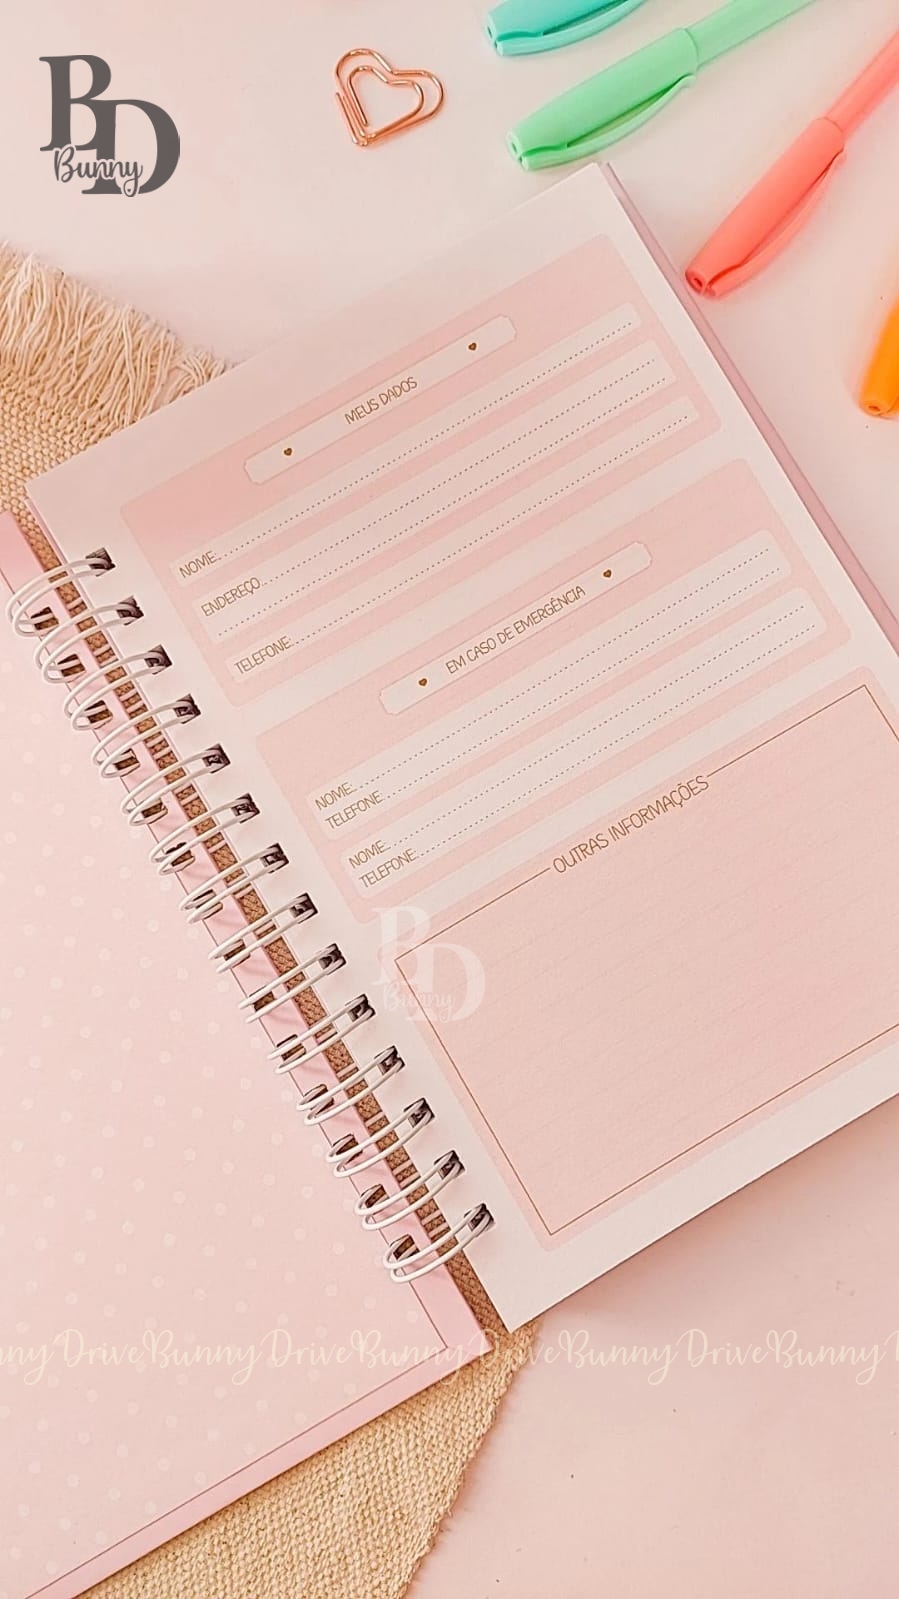 BD
Bunny
MEUS DADOS
NOME:
ENDEREÇO
TELEFONE:
EM CASO DE EMERGÊNCIA
NOME:
TELEFONE:
NOME:
TELEFONE:
OUTRAS INFORMAÇÕES
BD
Bunny
nny DriveBunny DriveBunny DriveBunny DriveBunny